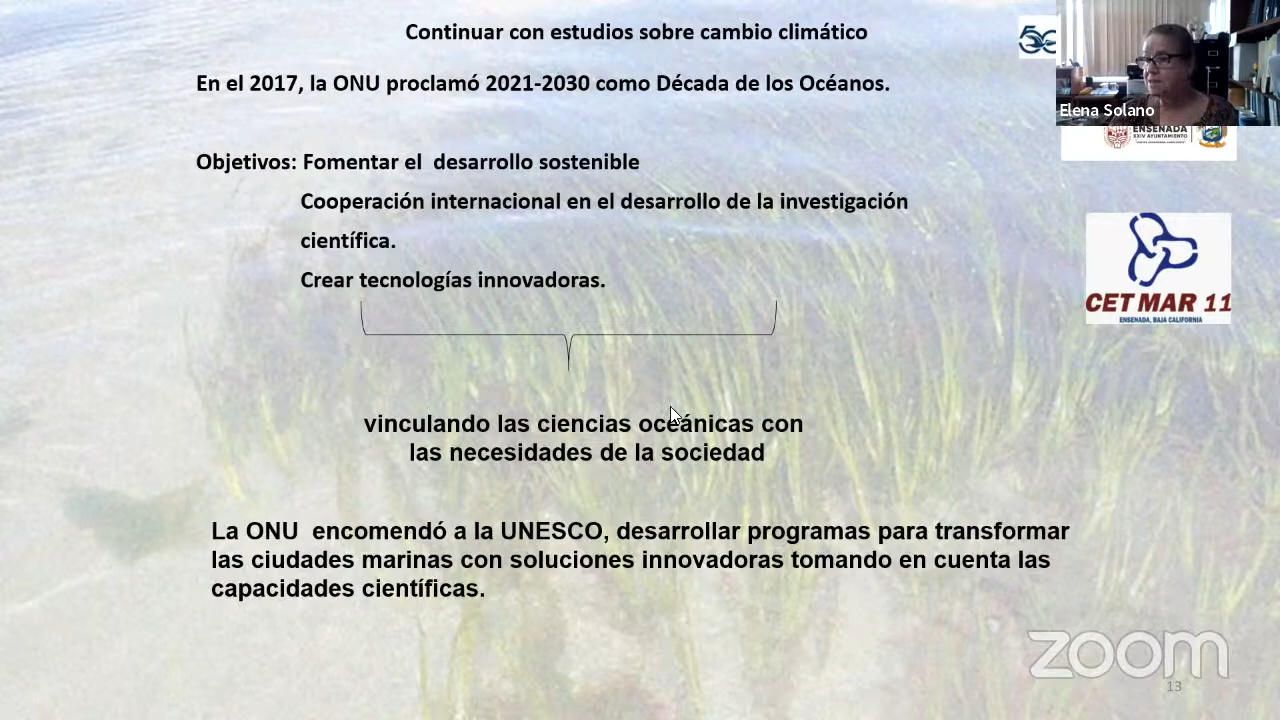 Continuar con estudios sobre cambio climático
En el 2017, la ONU proclamó 2021-2030 como Década de los Océanos.
Elena Solano
ENSENADA
XXIV AYUNTAMIENTO
Objetivos: Fomentar el desarrollo sostenible
Cooperación internacional en el desarrollo de la investigación
científica.
Crear tecnologías innovadoras.
CET MAR 11
ENSENADA, BAJA CALIFORNIA
vinculando las ciencias oceánicas con
las necesidades de la sociedad
La ONU encomendó a la UNESCO, desarrollar programas para transformar
las ciudades marinas con soluciones innovadoras tomando en cuenta las
capacidades científicas.
zoom
13